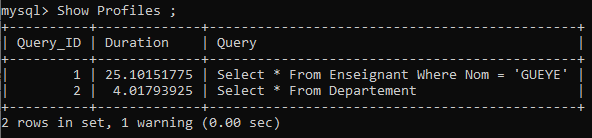 mysql> Show Profiles ;
+----------+-------------+---------------------------------------------+
| Query_ID | Duration    | Query                                       |
+----------+-------------+---------------------------------------------+
|        1 | 25.10151775 | Select * From Enseignant Where Nom = 'GUEYE' |
|        2 |  4.01793925 | Select * From Departement                   |
+----------+-------------+---------------------------------------------+
2 rows in set, 1 warning (0.00 sec)